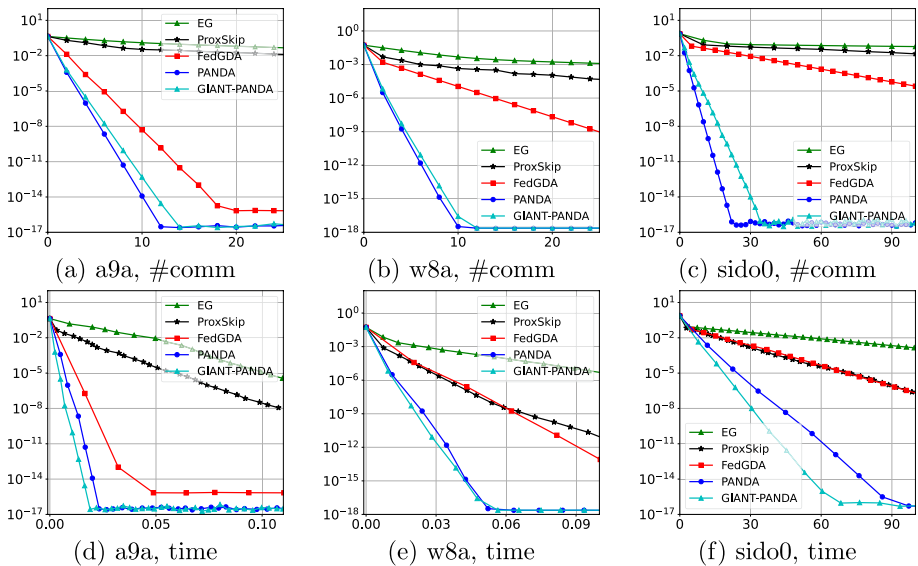 10^1
10^-2
10^-5
10^-8
10^-11
10^-14
10^-17
0
10
20
EG
ProxSkip
FedGDA
PANDA
GIANT-PANDA
(a) a9a, #comm
10^0
10^-3
10^-6
10^-9
10^-12
10^-15
10^-18
0
10
20
EG
ProxSkip
FedGDA
PANDA
GIANT-PANDA
(b) w8a, #comm
10^1
10^-2
10^-5
10^-8
10^-11
10^-14
10^-17
0
30
60
90
EG
ProxSkip
FedGDA
PANDA
GIANT-PANDA
(c) sido0, #comm
10^1
10^-2
10^-5
10^-8
10^-11
10^-14
10^-17
0.00
0.05
0.10
EG
ProxSkip
FedGDA
PANDA
GIANT-PANDA
(d) a9a, time
10^0
10^-3
10^-6
10^-9
10^-12
10^-15
10^-18
0.00
0.03
0.06
0.09
EG
ProxSkip
FedGDA
PANDA
GIANT-PANDA
(e) w8a, time
10^1
10^-2
10^-5
10^-8
10^-11
10^-14
10^-17
0
30
60
90
EG
ProxSkip
FedGDA
PANDA
GIANT-PANDA
(f) sido0, time